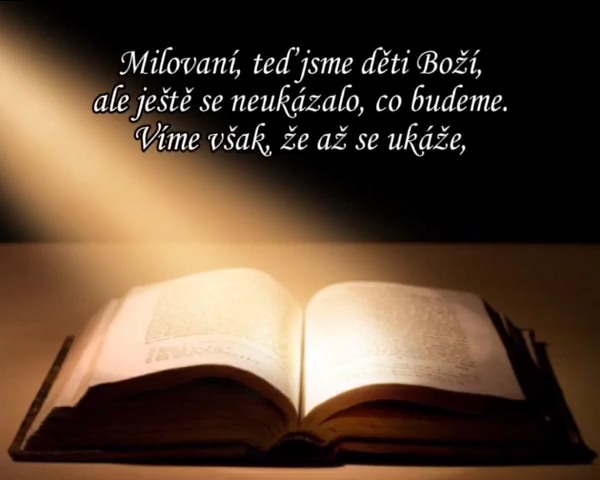 Milovaní, teď jsme děti Boží,
ale ještě se neukázalo, co budeme.
Víme však, že až se ukáže,